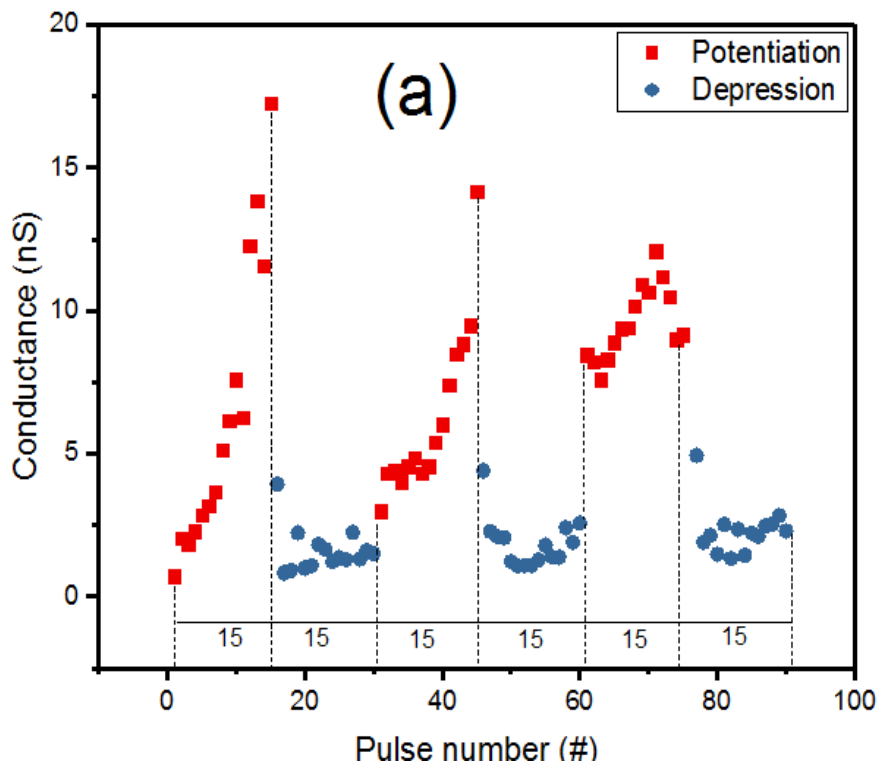 20
15
10
5
0
Conductance (nS)
(a)
Potentiation
Depression
15 15 15 15 15 15
0 20 40 60 80 100
Pulse number (#)